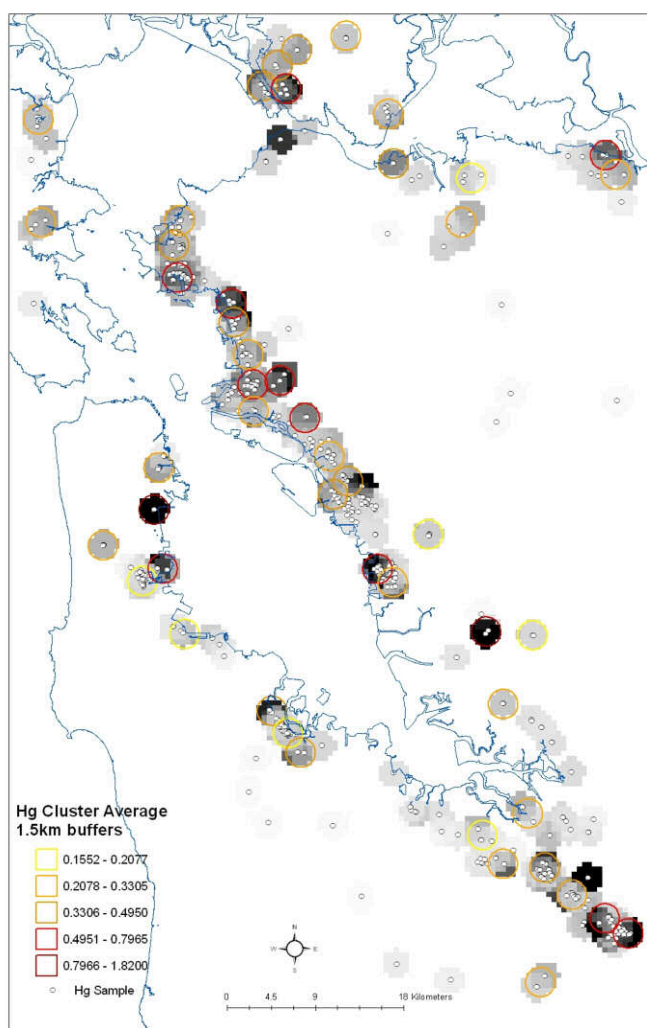 Hg Cluster Average
1.5km buffers
0.1552 - 0.2077
0.2078 - 0.3305
0.3306 - 0.4950
0.4951 - 0.7965
0.7966 - 1.8200
Hg Sample
N
W E
S
0 4.5 9 18 Kilometers